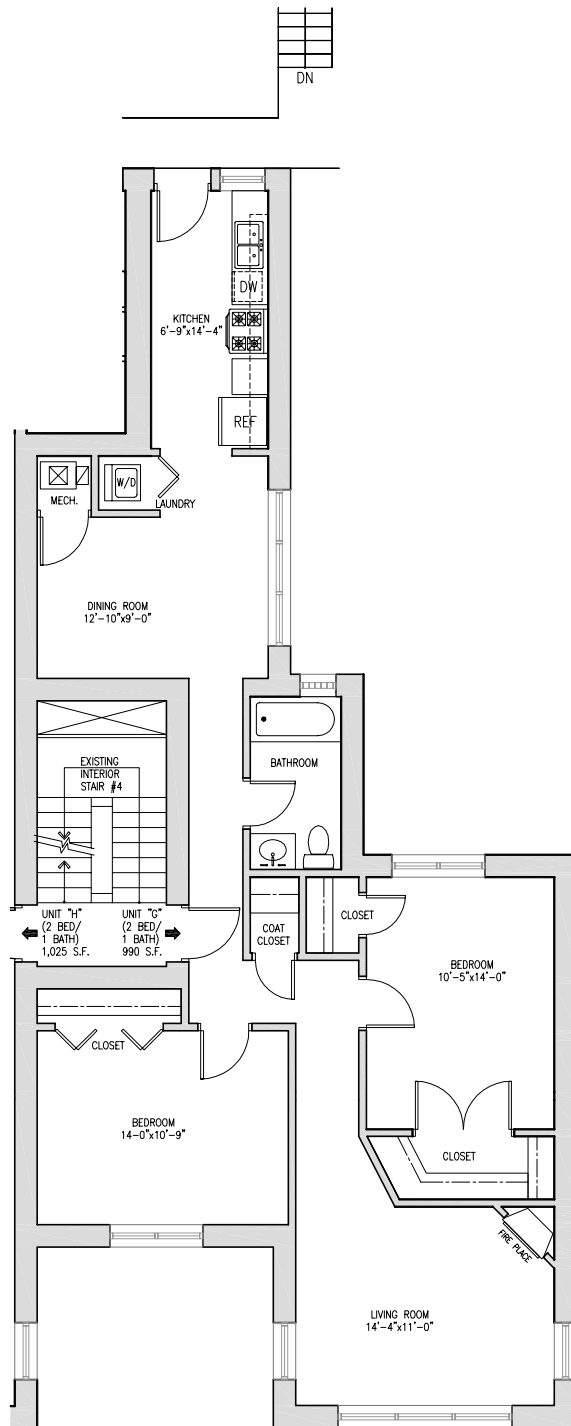 DN
KITCHEN
6'-9"x14'-4"
DW
REF
W/D
MECH.
LAUNDRY
DINING ROOM
12'-10"x9'-0"
BATHROOM
EXISTING
INTERIOR
STAIR #4
UNIT "H"
(2 BED/
1 BATH)
1,025 S.F.
UNIT "G"
(2 BED/
1 BATH)
990 S.F.
COAT
CLOSET
CLOSET
BEDROOM
10'-5"x14'-0"
CLOSET
BEDROOM
14-0"x10'-9"
CLOSET
FIRE PLACE
LIVING ROOM
14'-4"x11'-0"